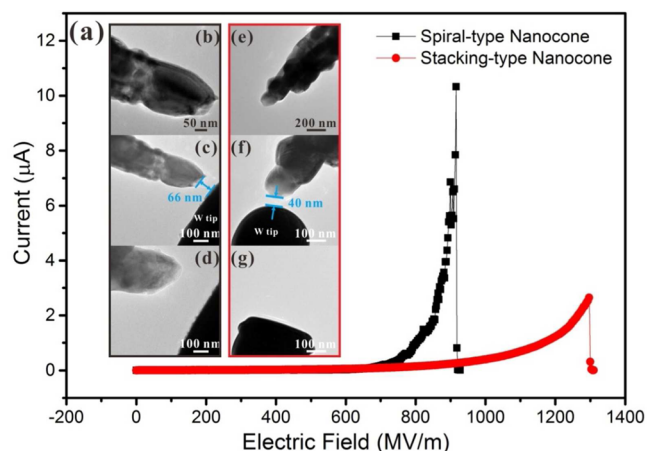 (a)
(b)
50 nm
(c)
66 nm
W tip
100 nm
(d)
100 nm
(e)
200 nm
(f)
40 nm
W tip
100 nm
(g)
100 nm
Spiral-type Nanocone
Stacking-type Nanocone
Current (μA)
12
10
8
6
4
2
0
-200 0 200 400 600 800 1000 1200 1400
Electric Field (MV/m)